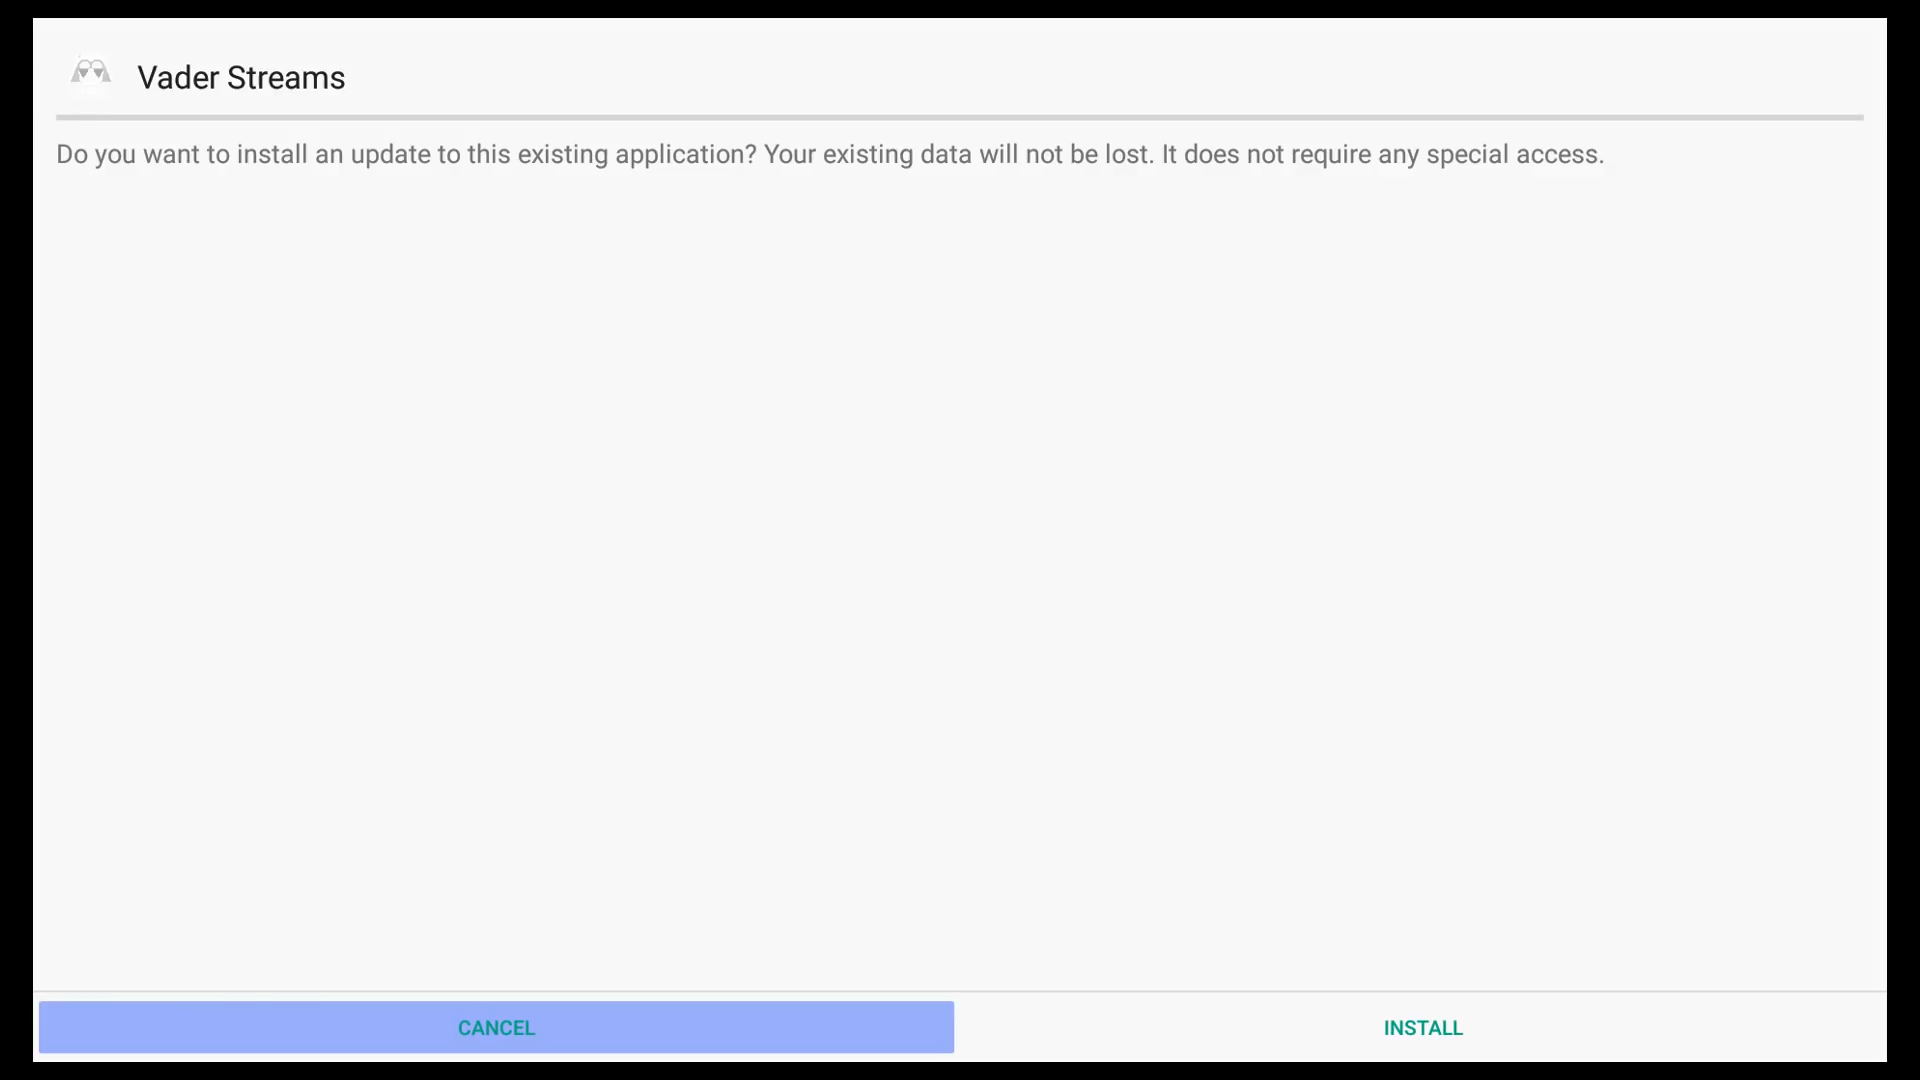 Vader Streams
Do you want to install an update to this existing application? Your existing data will not be lost. It does not require any special access.
CANCEL
INSTALL